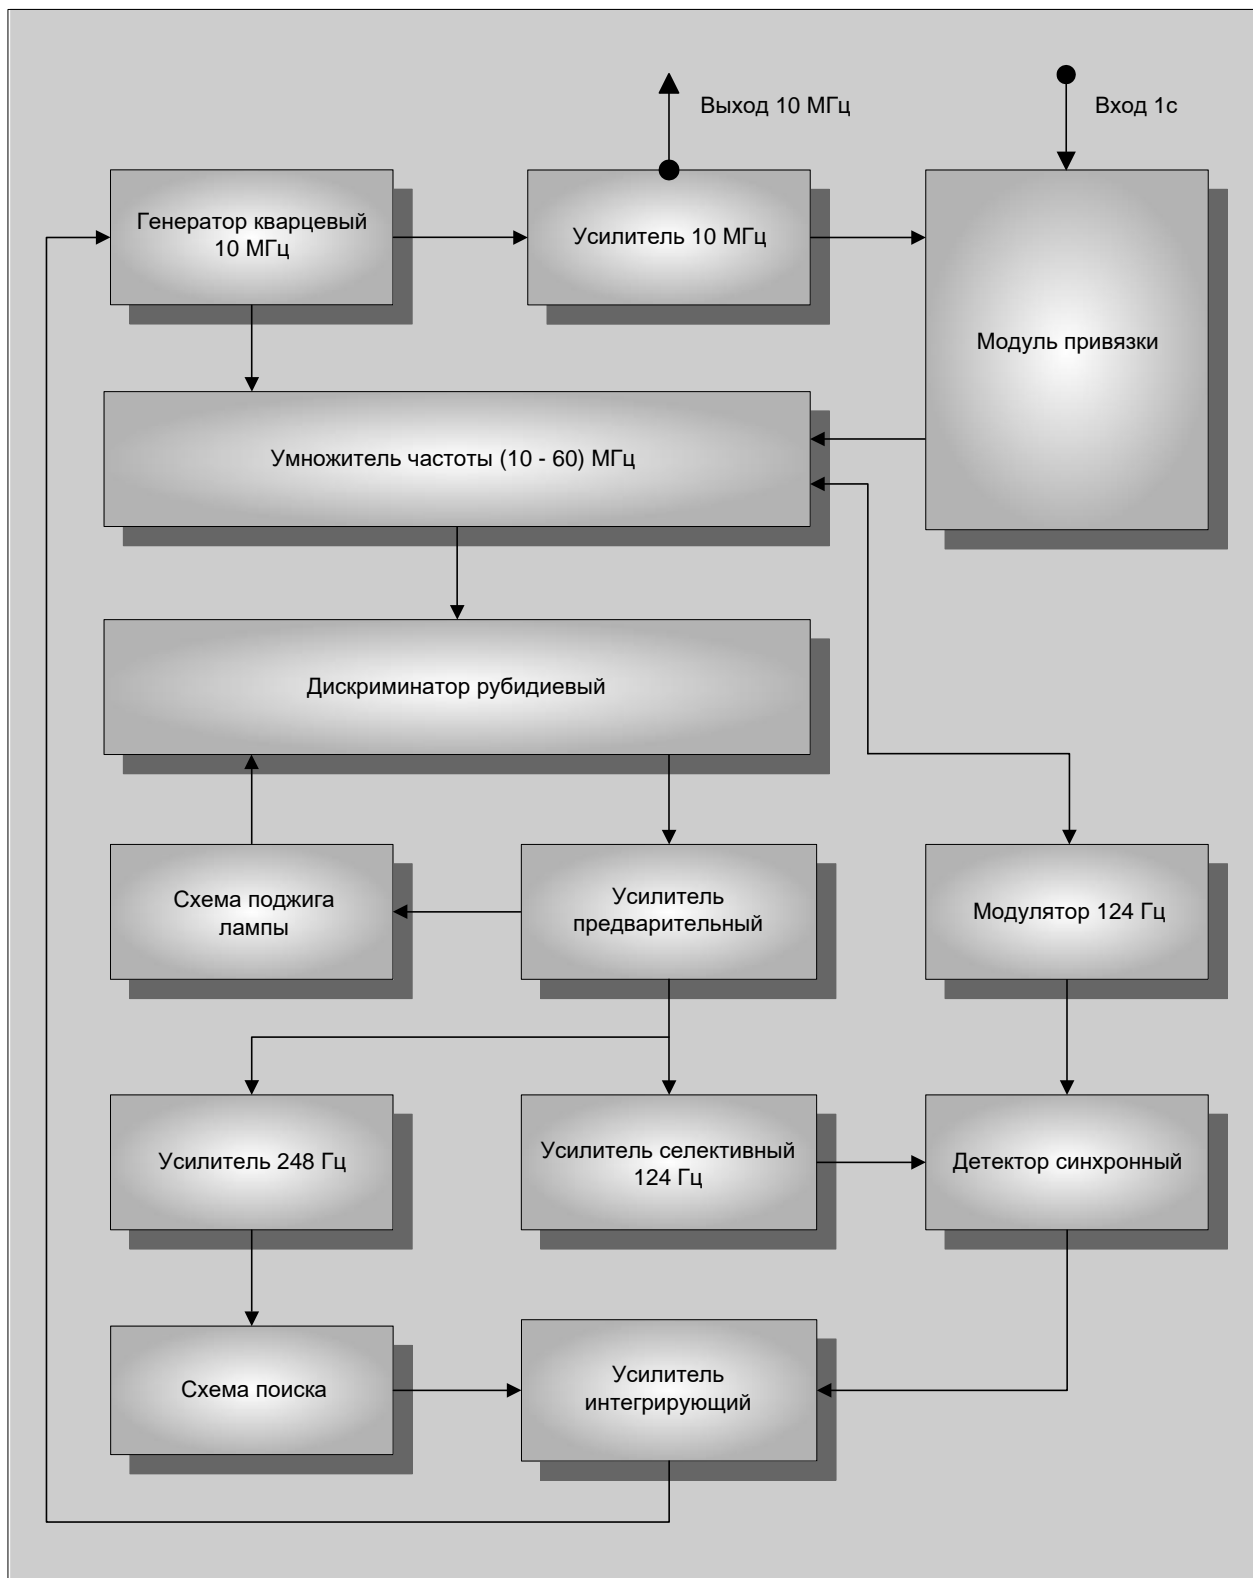 Выход 10 МГц
Вход 1с
Генератор кварцевый
10 МГц
Усилитель 10 МГц
Модуль привязки
Умножитель частоты (10 - 60) МГц
Дискриминатор рубидиевый
Схема поджига
лампы
Усилитель
предварительный
Модулятор 124 Гц
Усилитель 248 Гц
Усилитель селективный
124 Гц
Детектор синхронный
Схема поиска
Усилитель
интегрирующий